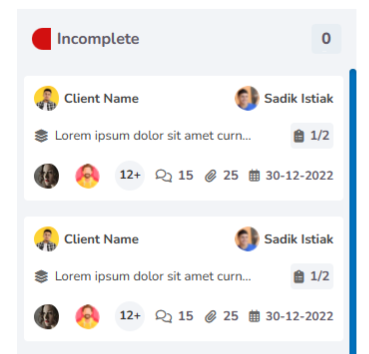 Incomplete 0
Client Name Sadik Istiak
Lorem ipsum dolor sit amet curn... 1/2
12+ 15 25 30-12-2022
Client Name Sadik Istiak
Lorem ipsum dolor sit amet curn... 1/2
12+ 15 25 30-12-2022